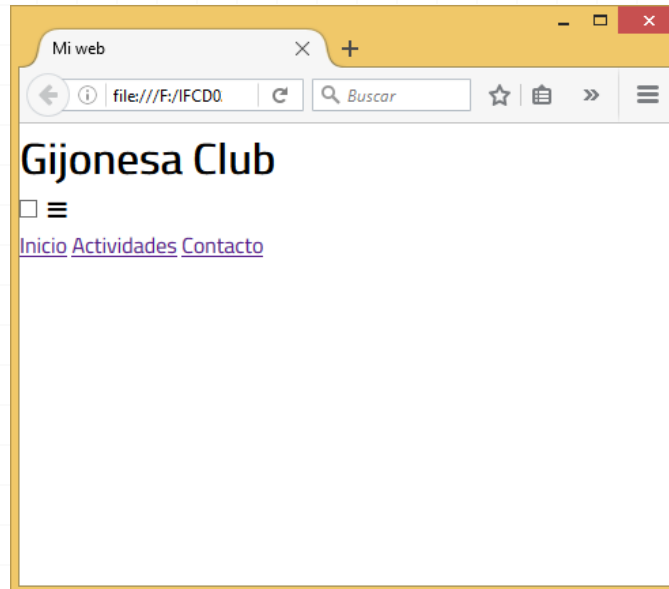 Mi web
file:///F:/IFCD0
Buscar
Gijonesa Club
Inicio Actividades Contacto